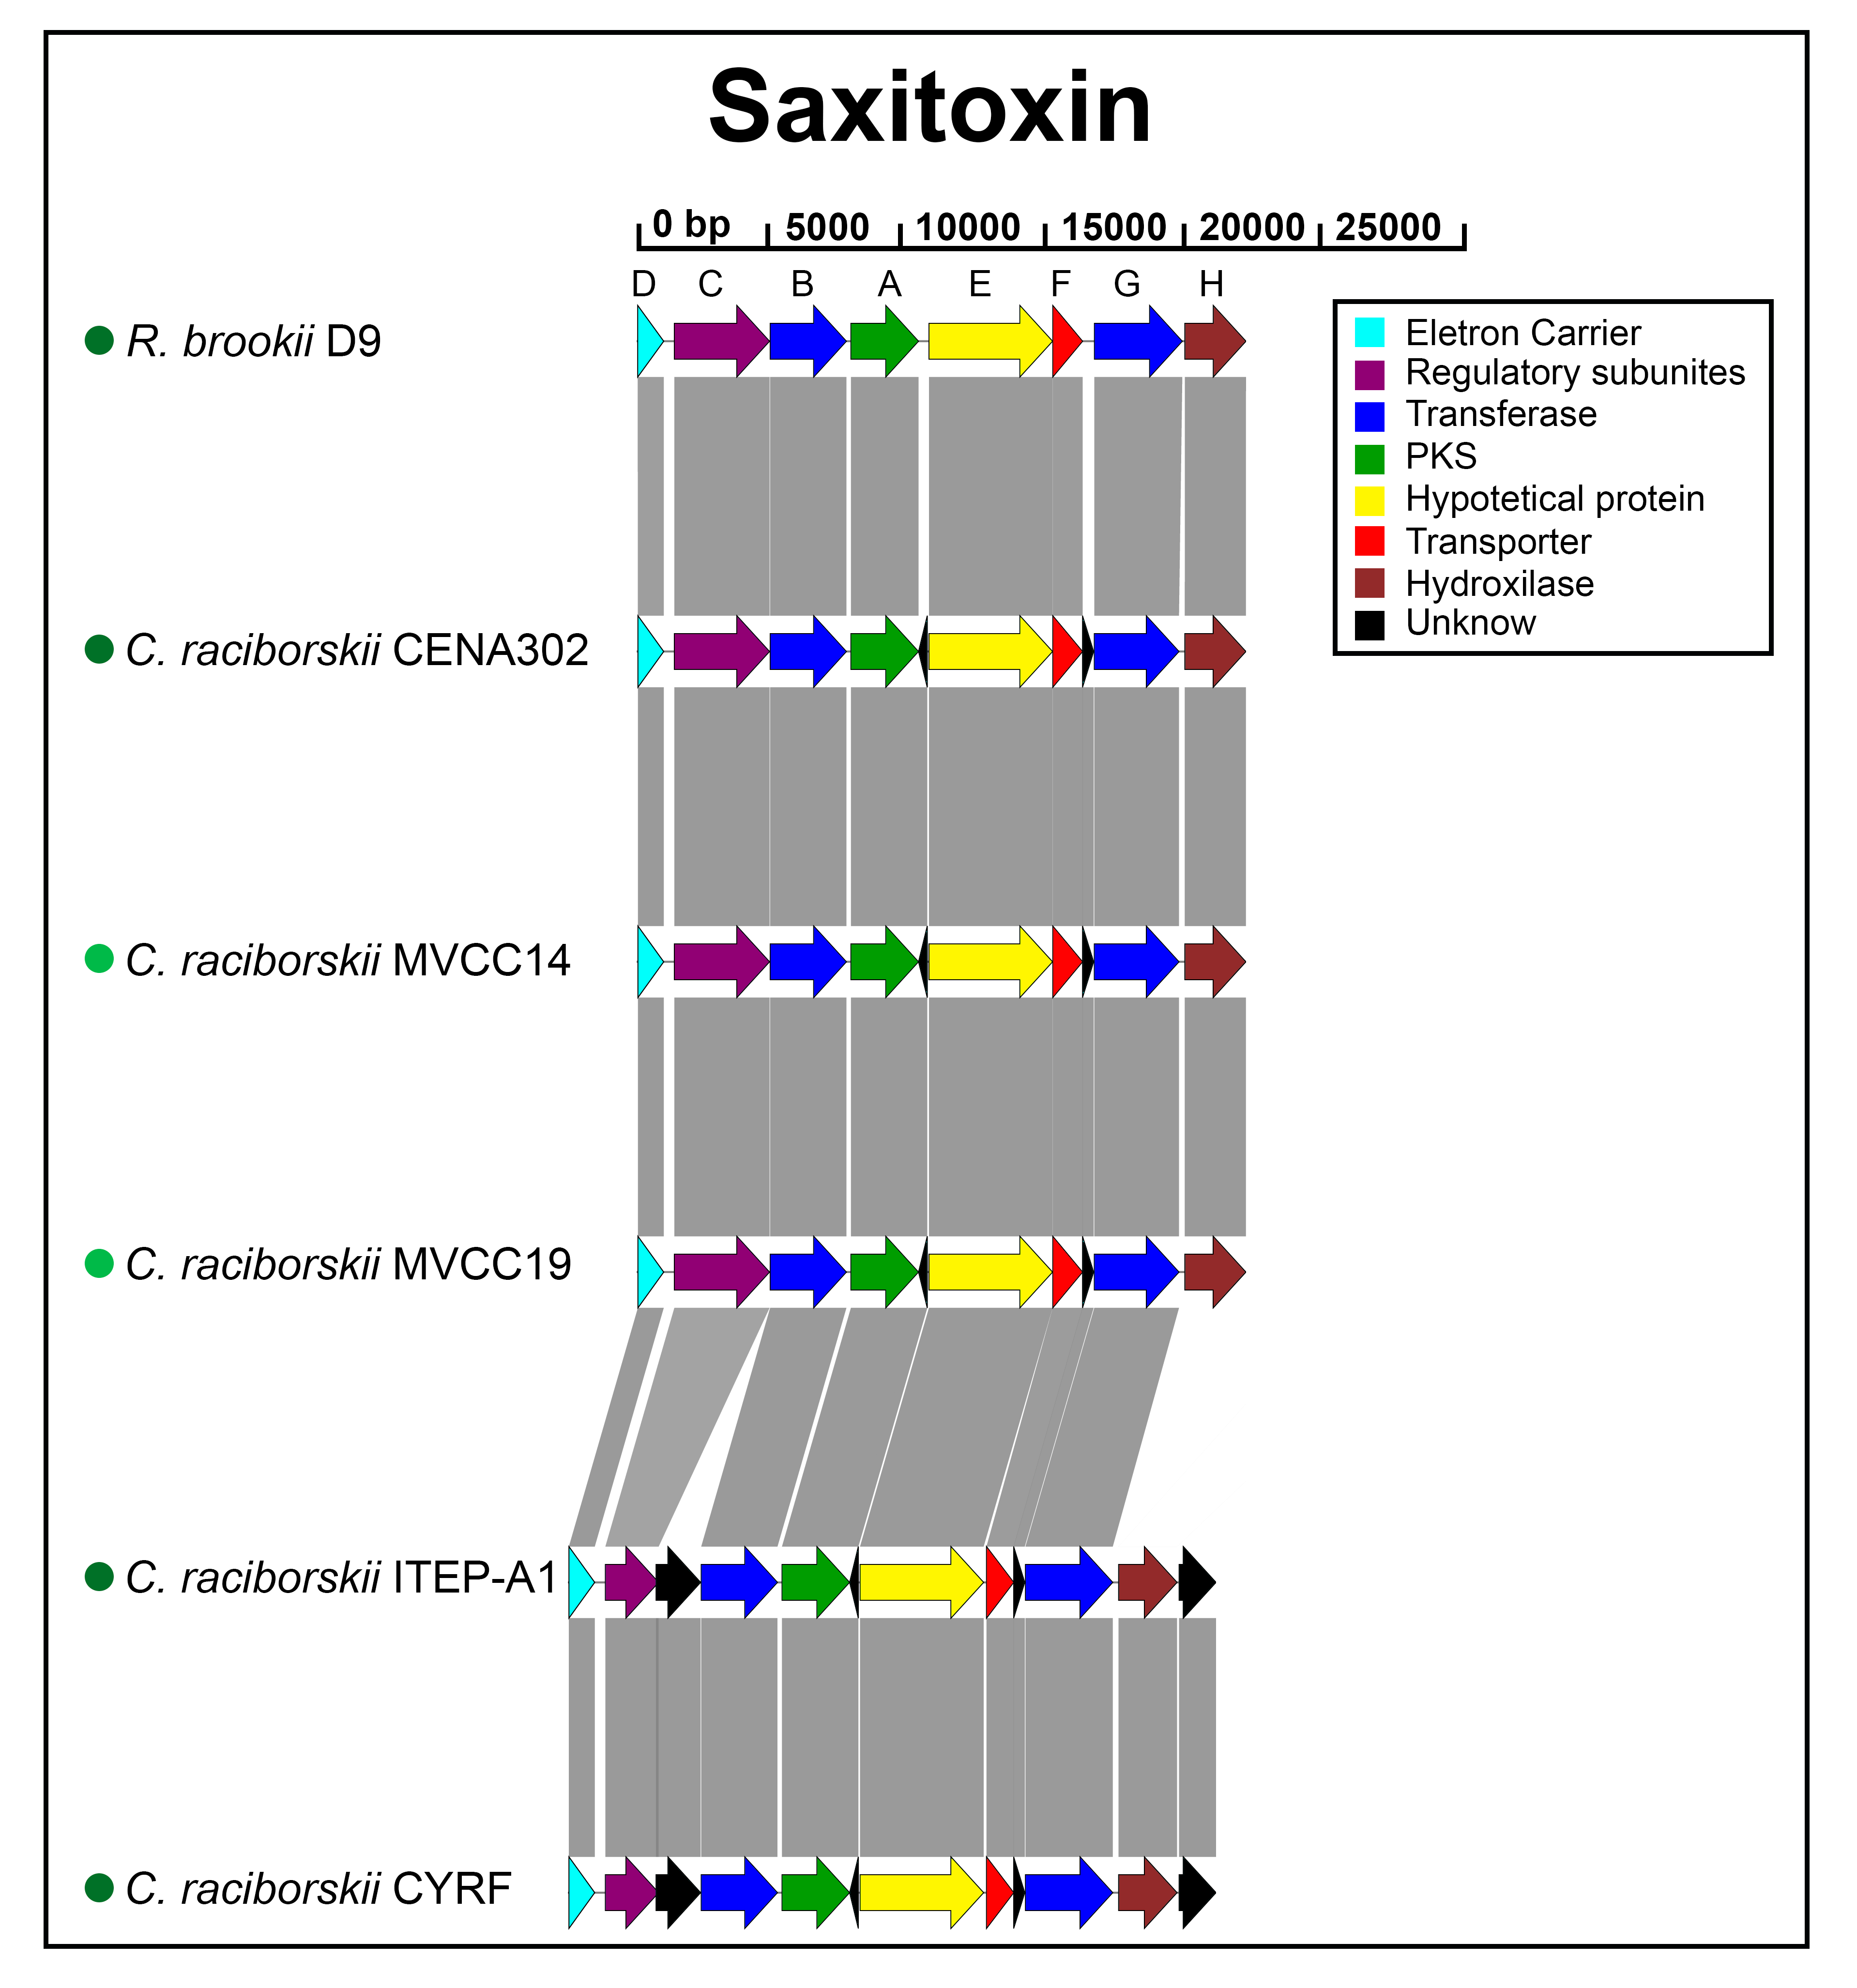 Saxitoxin
0 bp 5000 10000 15000 20000 25000
D C B A E F G H
R. brookii D9
Eletron Carrier
Regulatory subunites
Transferase
PKS
Hypotetical protein
Transporter
Hydroxilase
Unknow
C. raciborskii CENA302
C. raciborskii MVCC14
C. raciborskii MVCC19
C. raciborskii ITEP-A1
C. raciborskii CYRF